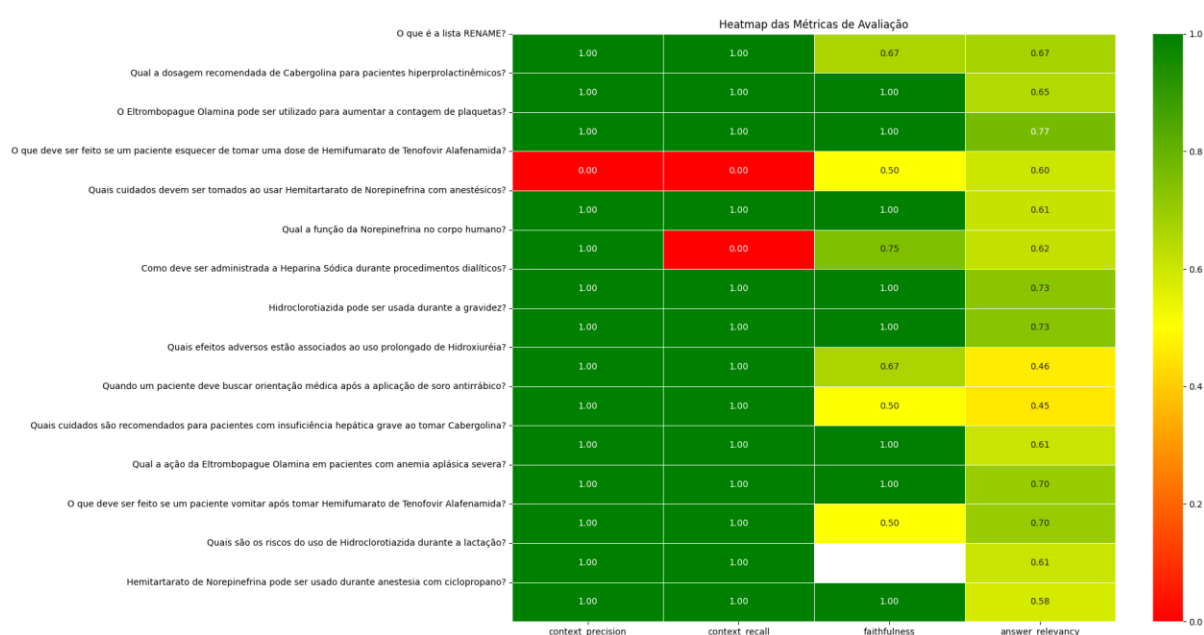 Heatmap das Métricas de Avaliação
O que é a lista RENAME?
1.00 1.00 0.67 0.67
Qual a dosagem recomendada de Cabergolina para pacientes hiperprolactinêmicos?
1.00 1.00 1.00 0.65
O Eltrombopague Olamina pode ser utilizado para aumentar a contagem de plaquetas?
1.00 1.00 1.00 0.77
O que deve ser feito se um paciente esquecer de tomar uma dose de Hemifumarato de Tenofovir Alafenamida?
0.00 0.00 0.50 0.60
Quais cuidados devem ser tomados ao usar Hemitartarato de Norepinefrina com anestésicos?
1.00 1.00 1.00 0.61
Qual a função da Norepinefrina no corpo humano?
1.00 0.00 0.75 0.62
Como deve ser administrada a Heparina Sódica durante procedimentos dialíticos?
1.00 1.00 1.00 0.73
Hidroclorotiazida pode ser usada durante a gravidez?
1.00 1.00 1.00 0.73
Quais efeitos adversos estão associados ao uso prolongado de Hidroxiuréia?
1.00 1.00 0.67 0.46
Quando um paciente deve buscar orientação médica após a aplicação de soro antirrábico?
1.00 1.00 0.50 0.45
Quais cuidados são recomendados para pacientes com insuficiência hepática grave ao tomar Cabergolina?
1.00 1.00 1.00 0.61
Qual a ação da Eltrombopague Olamina em pacientes com anemia aplásica severa?
1.00 1.00 1.00 0.70
O que deve ser feito se um paciente vomitar após tomar Hemifumarato de Tenofovir Alafenamida?
1.00 1.00 0.50 0.70
Quais são os riscos do uso de Hidroclorotiazida durante a lactação?
1.00 1.00 0.61
Hemitartarato de Norepinefrina pode ser usado durante anestesia com ciclopropano?
1.00 1.00 1.00 0.58
context_precision context_recall faithfulness answer_relevancy
1.0
0.8
0.6
0.4
0.2
0.0